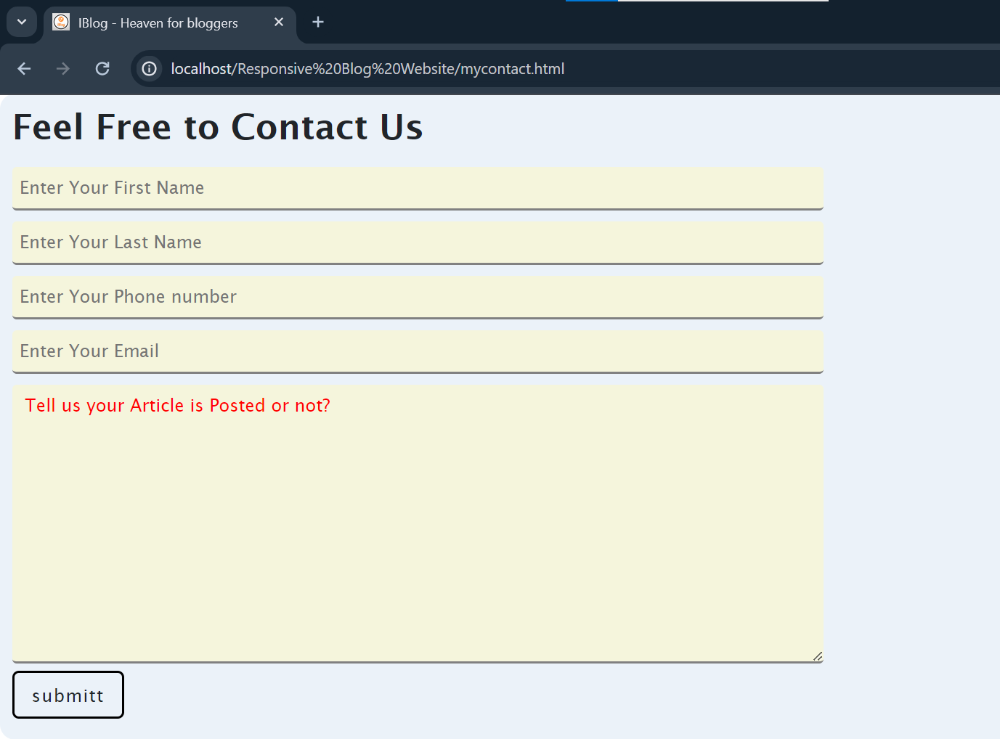 IBlog - Heaven for bloggers
localhost/Responsive%20Blog%20Website/mycontact.html
Feel Free to Contact Us
Enter Your First Name
Enter Your Last Name
Enter Your Phone number
Enter Your Email
Tell us your Article is Posted or not?
submitt